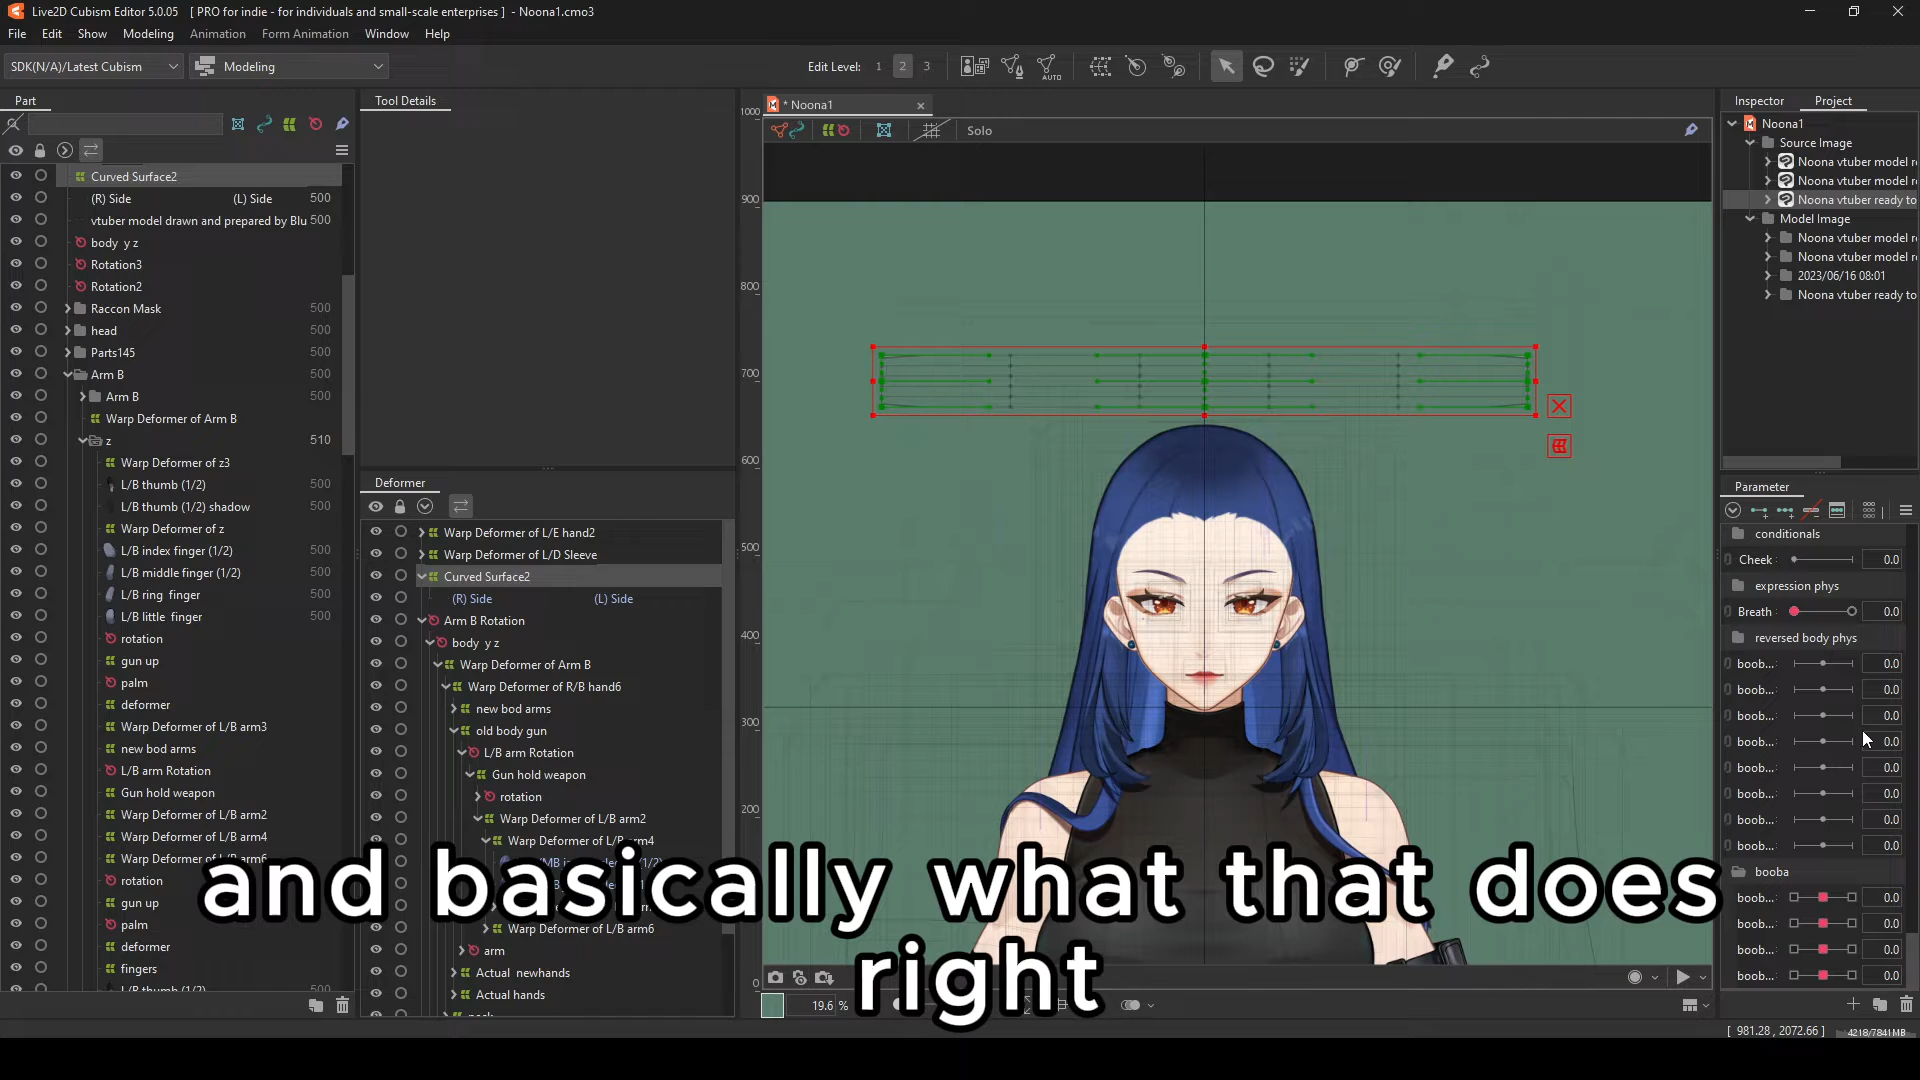 Live2D Cubism Editor 5.0.05 [ PRO for indie - for individuals and small-scale enterprises ] - Noona1.cmo3
File Edit Show Modeling Animation Form Animation Window Help
SDK(N/A)/Latest Cubism
Modeling
Edit Level: 1 2 3
AUTO
Part
Curved Surface2
(R) Side (L) Side 500
vtuber model drawn and prepared by Blu 500
body y z
Rotation3
Rotation2
Raccon Mask 500
head 500
Parts145 500
Arm B 500
Arm B 500
Warp Deformer of Arm B
z 510
Warp Deformer of z3
L/B thumb (1/2) 500
L/B thumb (1/2) shadow 500
Warp Deformer of z
L/B index finger (1/2) 500
L/B middle finger (1/2) 500
L/B ring finger 500
L/B little finger 500
rotation
gun up
palm
deformer
Warp Deformer of L/B arm3
new bod arms
L/B arm Rotation
Gun hold weapon
Warp Deformer of L/B arm2
Warp Deformer of L/B arm4
Warp Deformer of L/B arm6
rotation
gun up
palm
deformer
fingers
Tool Details
Deformer
Warp Deformer of L/E hand2
Warp Deformer of L/D Sleeve
Curved Surface2
(R) Side (L) Side
Arm B Rotation
body y z
Warp Deformer of Arm B
Warp Deformer of R/B hand6
new bod arms
old body gun
L/B arm Rotation
Gun hold weapon
rotation
Warp Deformer of L/B arm2
Warp Deformer of L/B arm4
Warp Deformer of L/B arm6
arm
Actual newhands
Actual hands
* Noona1
Solo
1000
900
800
700
600
500
400
300
200
0
19.6 %
Inspector Project
Noona1
Source Image
Noona vtuber model r
Noona vtuber model r
Noona vtuber ready to
Model Image
Noona vtuber model r
Noona vtuber model r
2023/06/16 08:01
Noona vtuber ready to
Parameter
conditionals
Cheek 0.0
expression phys
Breath 0.0
reversed body phys
boob... 0.0
boob... 0.0
boob... 0.0
boob... 0.0
boob... 0.0
boob... 0.0
boob... 0.0
boob... 0.0
booba
boob... 0.0
boob... 0.0
boob... 0.0
boob... 0.0
[ 981.28 , 2072.66 ] 4218/7841MB
and basically what that does
right